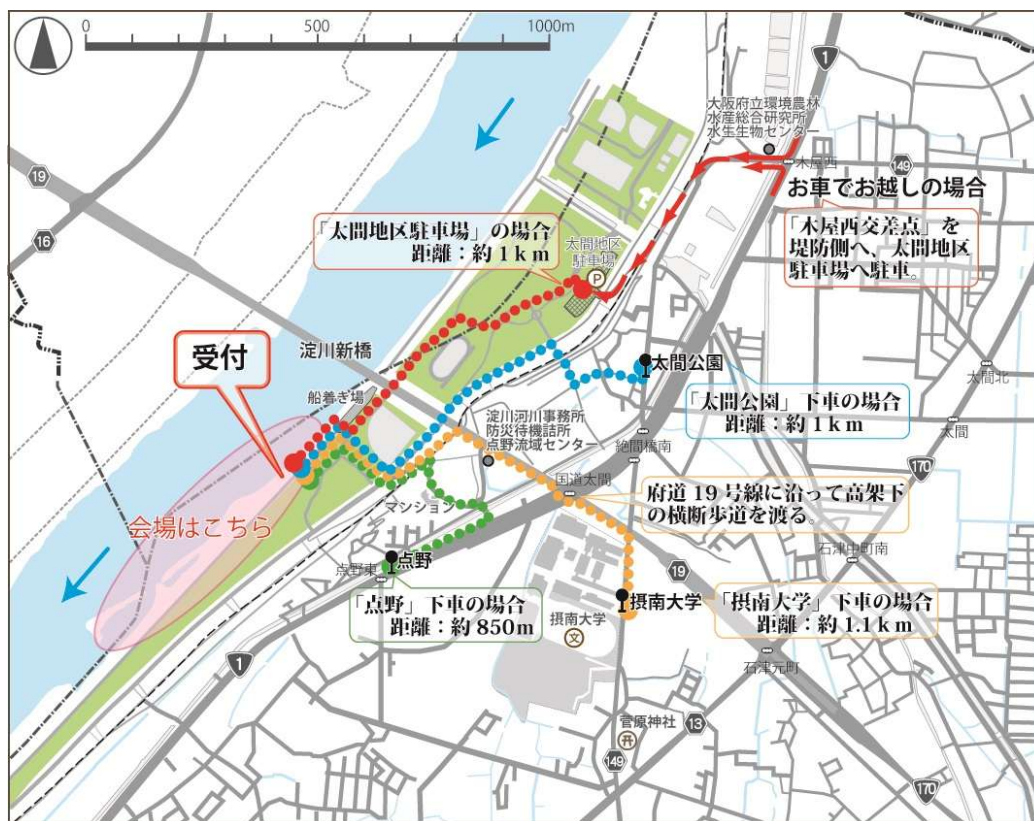 0
500
1000m
1
大阪府立環境農林
水産総合研究所
水生生物センター
木屋西
149
お車でお越しの場合
「木屋西交差点」を
堤防側へ、太間地区
駐車場へ駐車。
19
16
「太間地区駐車場」の場合
距離：約1km
太間地区
駐車場
P
淀川新橋
受付
船着き場
太間公園
「太間公園」下車の場合
距離：約1km
太間北
太間
淀川河川事務所
防災待機詰所
点野流域センター
絶間橋南
国道太間
170
府道19号線に沿って高架下
の横断歩道を渡る。
会場はこちら
マンション
点野
点野東
「点野」下車の場合
距離：約850m
石津中町南
19
摂南大学
「摂南大学」下車の場合
距離：約1.1km
摂南大学
文
石津元町
1
菅原神社
13
149
170